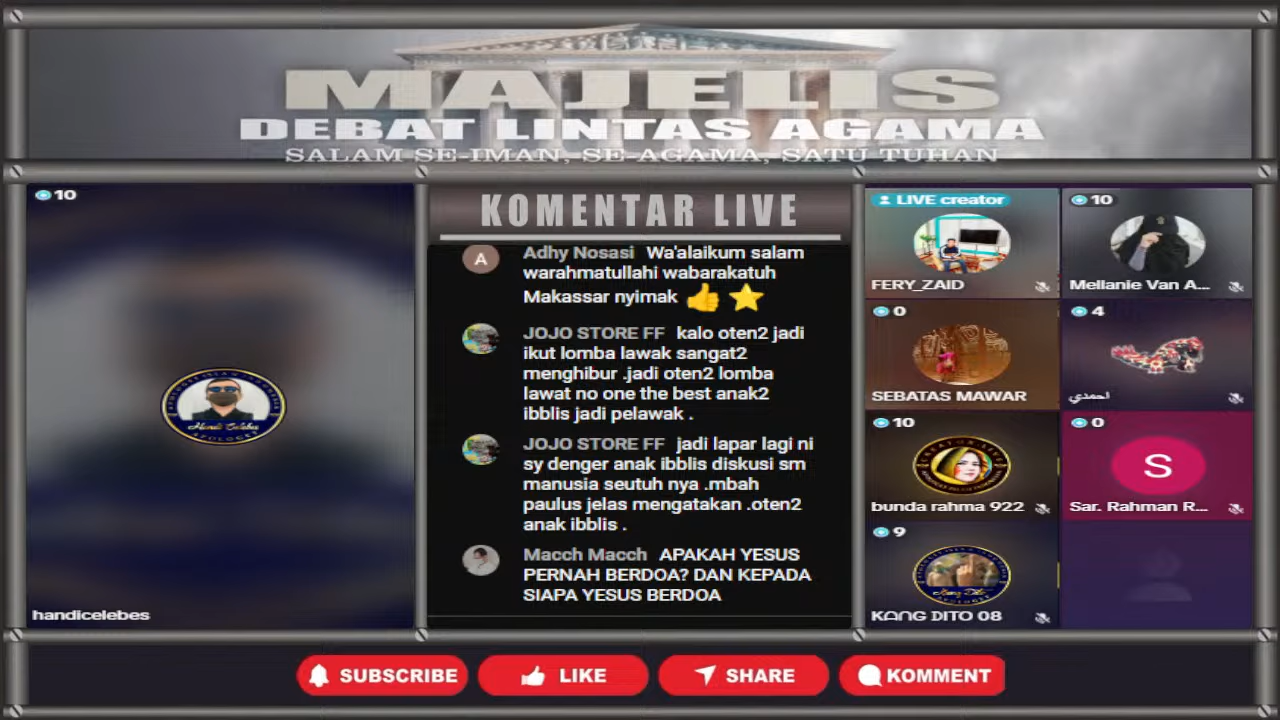 MAJELIS
DEBAT LINTAS AGAMA
SALAM SE-IMAN, SE-AGAMA, SATU TUHAN
10
handicelebes
KOMENTAR LIVE
A
Adhy Nosasi Wa'alaikum salam
warahmatullahi wabarakatuh
Makassar nyimak 👍 ⭐
JOJO STORE FF kalo oten2 jadi
ikut lomba lawak sangat2
menghibur .jadi oten2 lomba
lawat no one the best anak2
ibblis jadi pelawak .
JOJO STORE FF jadi lapar lagi ni
sy denger anak ibblis diskusi sm
manusia seutuh nya .mbah
paulus jelas mengatakan .oten2
anak ibblis .
Macch Macch APAKAH YESUS
PERNAH BERDOA? DAN KEPADA
SIAPA YESUS BERDOA
LIVE creator
FERY_ZAID
10
Mellanie Van A...
0
SEBATAS MAWAR
4
احمدي
10
bunda rahma 922
0
S
Sar. Rahman R...
9
KANG DITO 08
SUBSCRIBE
LIKE
SHARE
KOMMENT